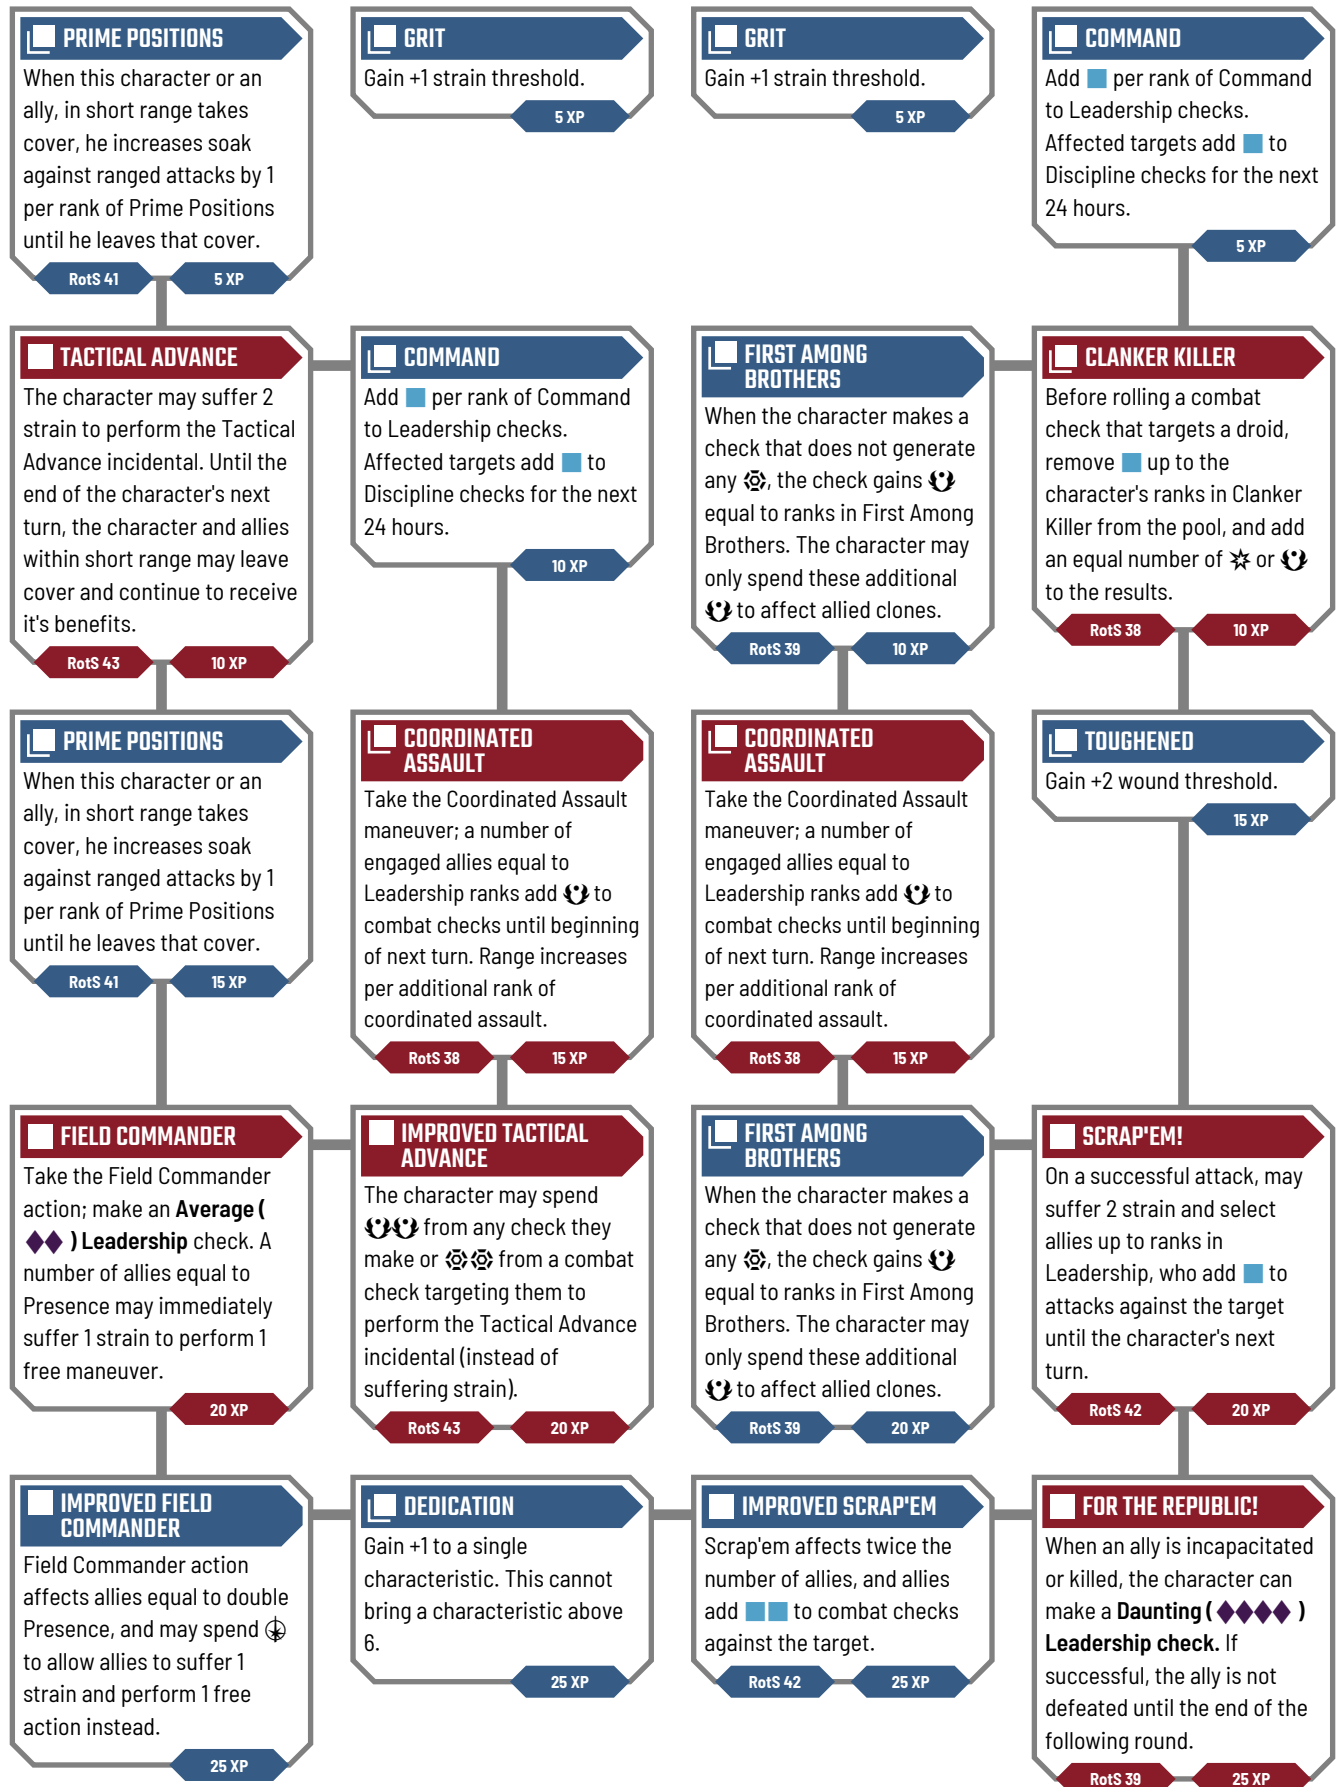 PRIME POSITIONS
When this character or an
ally, in short range takes
cover, he increases soak
against ranged attacks by 1
per rank of Prime Positions
until he leaves that cover.
RotS 41
5 XP
GRIT
Gain +1 strain threshold.
5 XP
GRIT
Gain +1 strain threshold.
5 XP
COMMAND
Add per rank of Command
to Leadership checks.
Affected targets add to
Discipline checks for the next
24 hours.
5 XP
TACTICAL ADVANCE
The character may suffer 2
strain to perform the Tactical
Advance incidental. Until the
end of the character's next
turn, the character and allies
within short range may leave
cover and continue to receive
it's benefits.
RotS 43
10 XP
COMMAND
Add per rank of Command
to Leadership checks.
Affected targets add to
Discipline checks for the next
24 hours.
10 XP
FIRST AMONG
BROTHERS
When the character makes a
check that does not generate
any , the check gains
equal to ranks in First Among
Brothers. The character may
only spend these additional
to affect allied clones.
RotS 39
10 XP
CLANKER KILLER
Before rolling a combat
check that targets a droid,
remove up to the
character's ranks in Clanker
Killer from the pool, and add
an equal number of or
to the results.
RotS 38
10 XP
PRIME POSITIONS
When this character or an
ally, in short range takes
cover, he increases soak
against ranged attacks by 1
per rank of Prime Positions
until he leaves that cover.
RotS 41
15 XP
COORDINATED
ASSAULT
Take the Coordinated Assault
maneuver; a number of
engaged allies equal to
Leadership ranks add to
combat checks until beginning
of next turn. Range increases
per additional rank of
coordinated assault.
RotS 38
15 XP
COORDINATED
ASSAULT
Take the Coordinated Assault
maneuver; a number of
engaged allies equal to
Leadership ranks add to
combat checks until beginning
of next turn. Range increases
per additional rank of
coordinated assault.
RotS 38
15 XP
TOUGHENED
Gain +2 wound threshold.
15 XP
FIELD COMMANDER
Take the Field Commander
action; make an Average (
) Leadership check. A
number of allies equal to
Presence may immediately
suffer 1 strain to perform 1
free maneuver.
20 XP
IMPROVED TACTICAL
ADVANCE
The character may spend
from any check they
make or from a combat
check targeting them to
perform the Tactical Advance
incidental (instead of
suffering strain).
RotS 43
20 XP
FIRST AMONG
BROTHERS
When the character makes a
check that does not generate
any , the check gains
equal to ranks in First Among
Brothers. The character may
only spend these additional
to affect allied clones.
RotS 39
20 XP
SCRAP'EM!
On a successful attack, may
suffer 2 strain and select
allies up to ranks in
Leadership, who add to
attacks against the target
until the character's next
turn.
RotS 42
20 XP
IMPROVED FIELD
COMMANDER
Field Commander action
affects allies equal to double
Presence, and may spend
to allow allies to suffer 1
strain and perform 1 free
action instead.
25 XP
DEDICATION
Gain +1 to a single
characteristic. This cannot
bring a characteristic above
6.
25 XP
IMPROVED SCRAP'EM
Scrap'em affects twice the
number of allies, and allies
add to combat checks
against the target.
RotS 42
25 XP
FOR THE REPUBLIC!
When an ally is incapacitated
or killed, the character can
make a Daunting ( )
Leadership check. If
successful, the ally is not
defeated until the end of the
following round.
RotS 39
25 XP